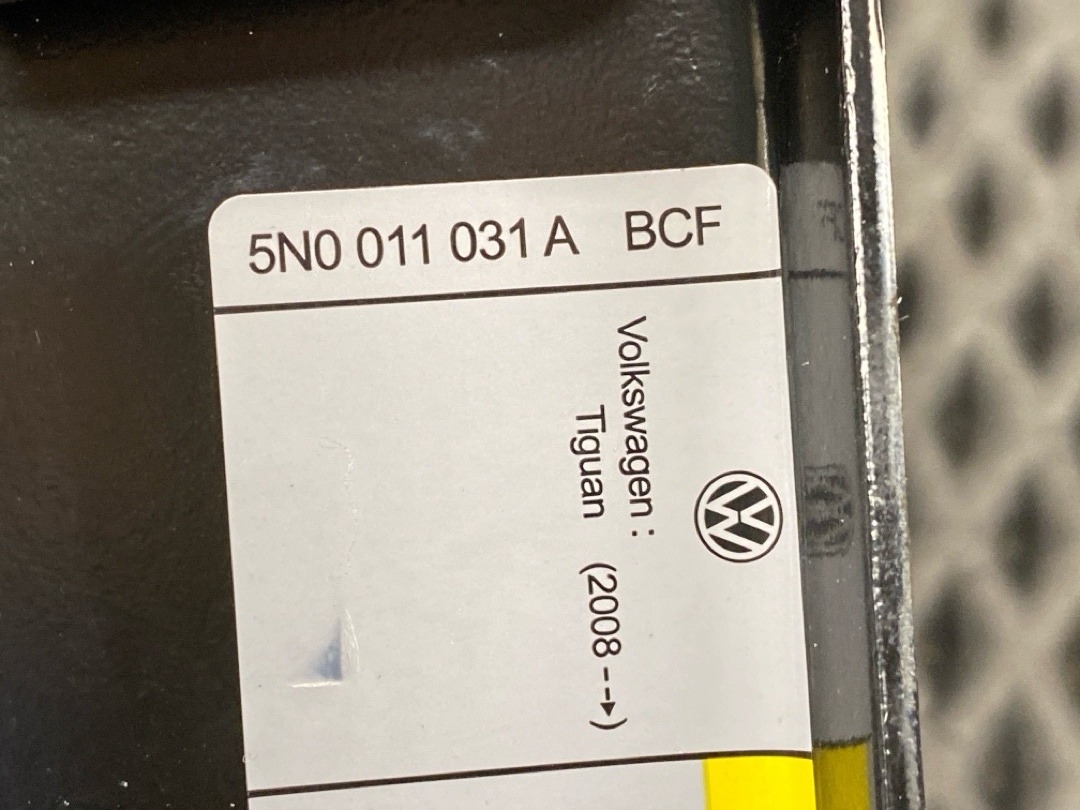 5N0 011 031 A BCF
Volkswagen :
Tiguan (2008 --➔)